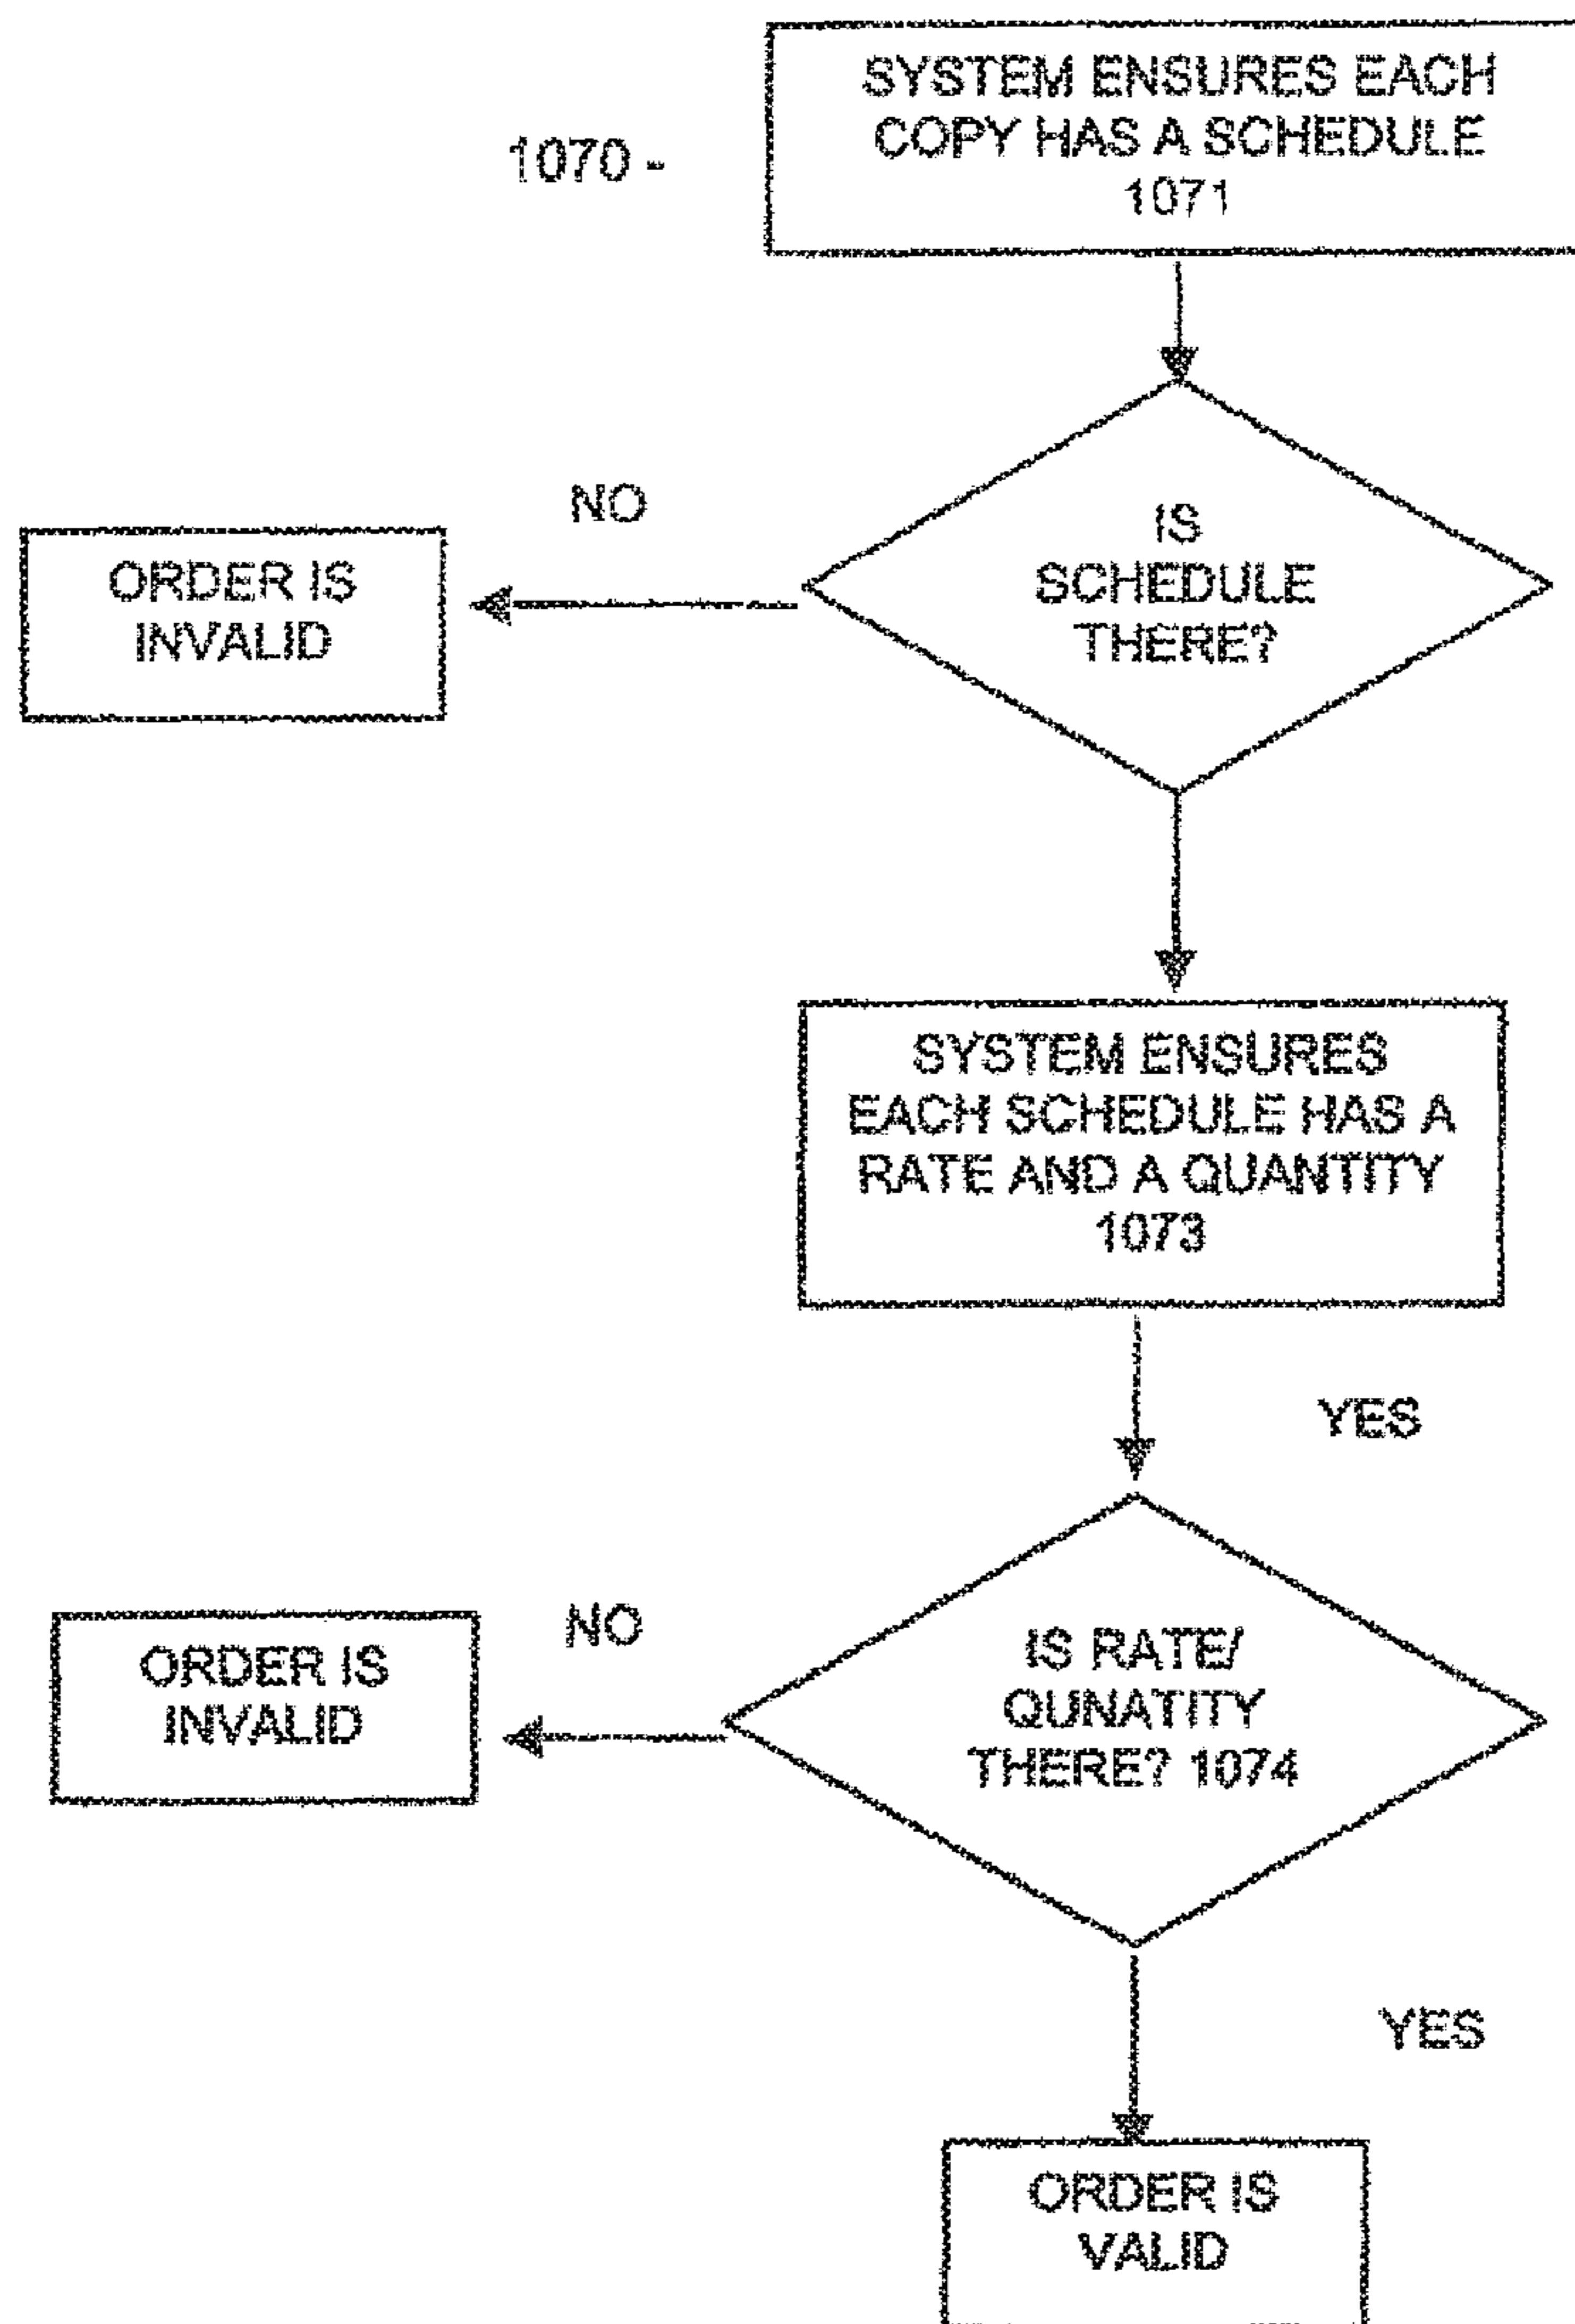 1070 -
SYSTEM ENSURES EACH
COPY HAS A SCHEDULE
1071
NO
IS
SCHEDULE
THERE?
ORDER IS
INVALID
SYSTEM ENSURES
EACH SCHEDULE HAS A
RATE AND A QUANTITY
1073
YES
NO
IS RATE/
QUNATITY
THERE? 1074
ORDER IS
INVALID
YES
ORDER IS
VALID